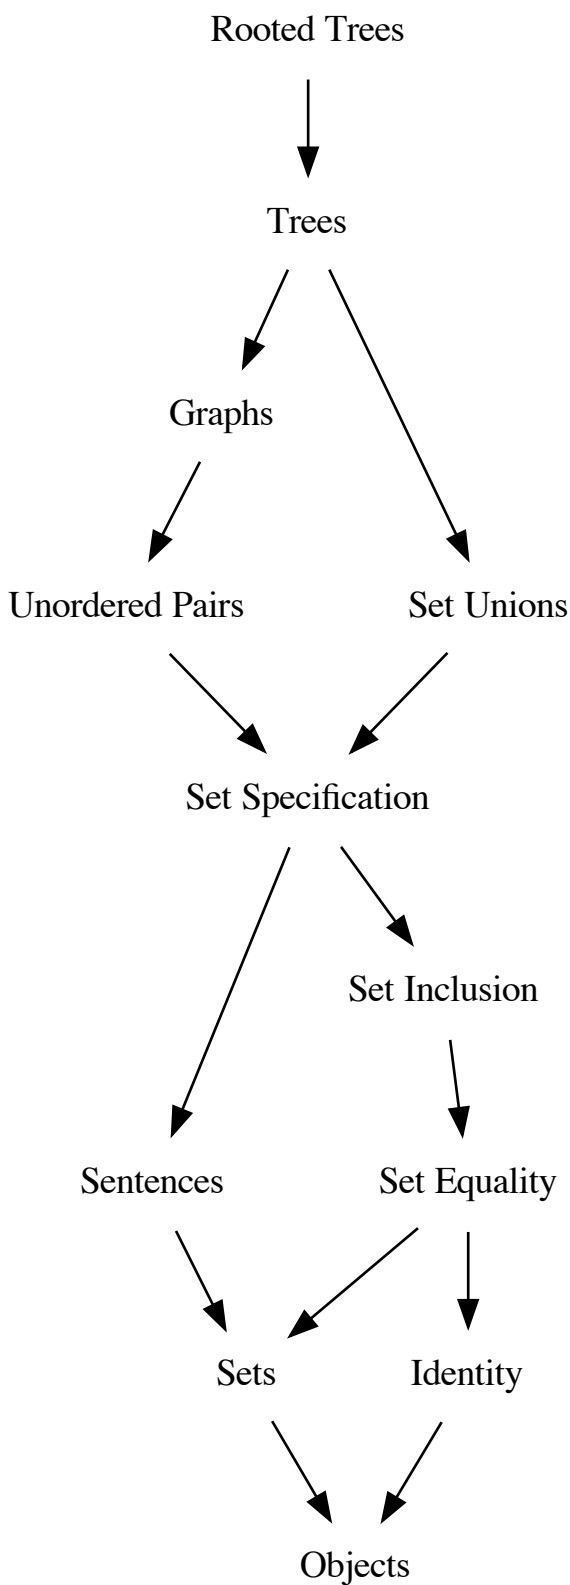 Rooted Trees
Trees
Graphs
Unordered Pairs
Set Unions
Set Specification
Set Inclusion
Sentences
Set Equality
Sets
Identity
Objects